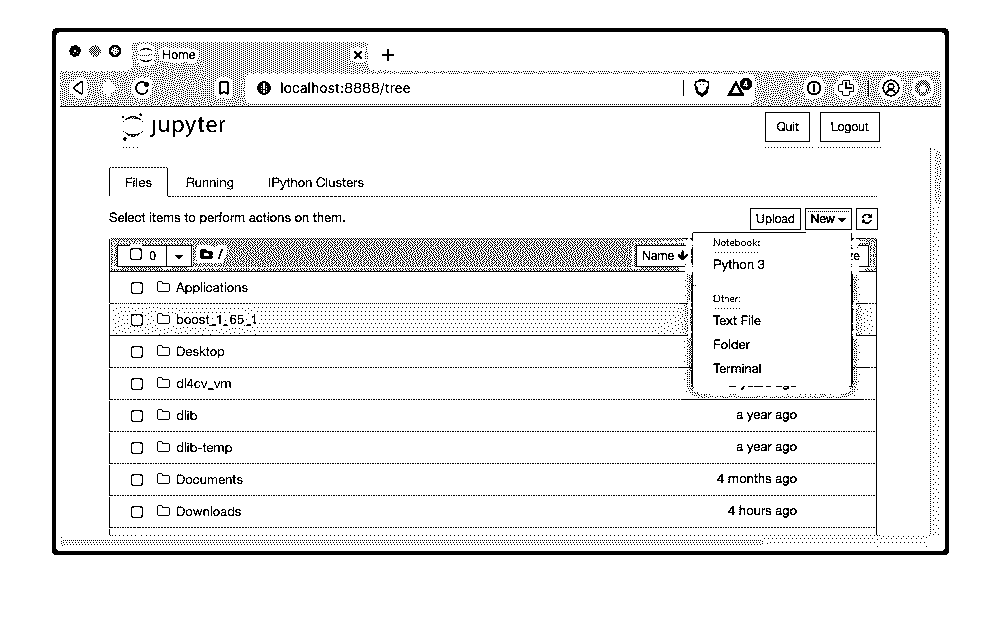 Home
localhost:8888/tree
4
jupyter
Quit Logout
Files Running IPython Clusters
Select items to perform actions on them.
Upload New
0 / Name
Notebook:
Python 3
Other:
Text File
Folder
Terminal
Applications
boost_1_65_1
Desktop
dl4cv_vm
dlib a year ago
dlib-temp a year ago
Documents 4 months ago
Downloads 4 hours ago